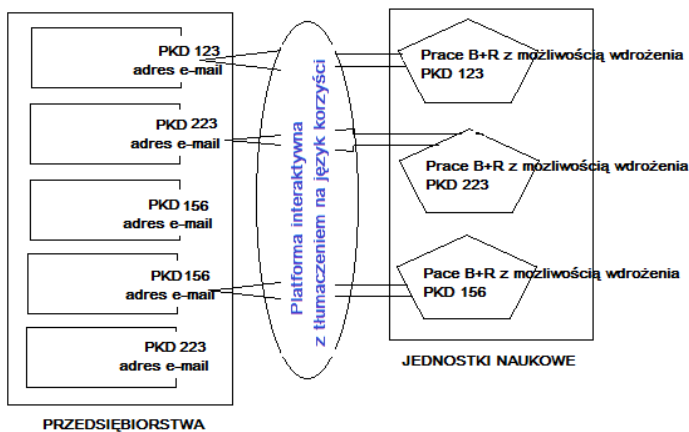 PKD 123
adres e-mail
PKD 223
adres e-mail
PKD 156
adres e-mail
PKD 156
adres e-mail
PKD 223
adres e-mail
PRZEDSIĘBIORSTWA
Platforma interaktywna
z tłumaczeniem na język korzyści
Prace B+R z możliwością wdrożenia
PKD 123
Prace B+R z możliwością wdrożenia
PKD 223
Pace B+R z możliwością wdrożenia
PKD 156
JEDNOSTKI NAUKOWE